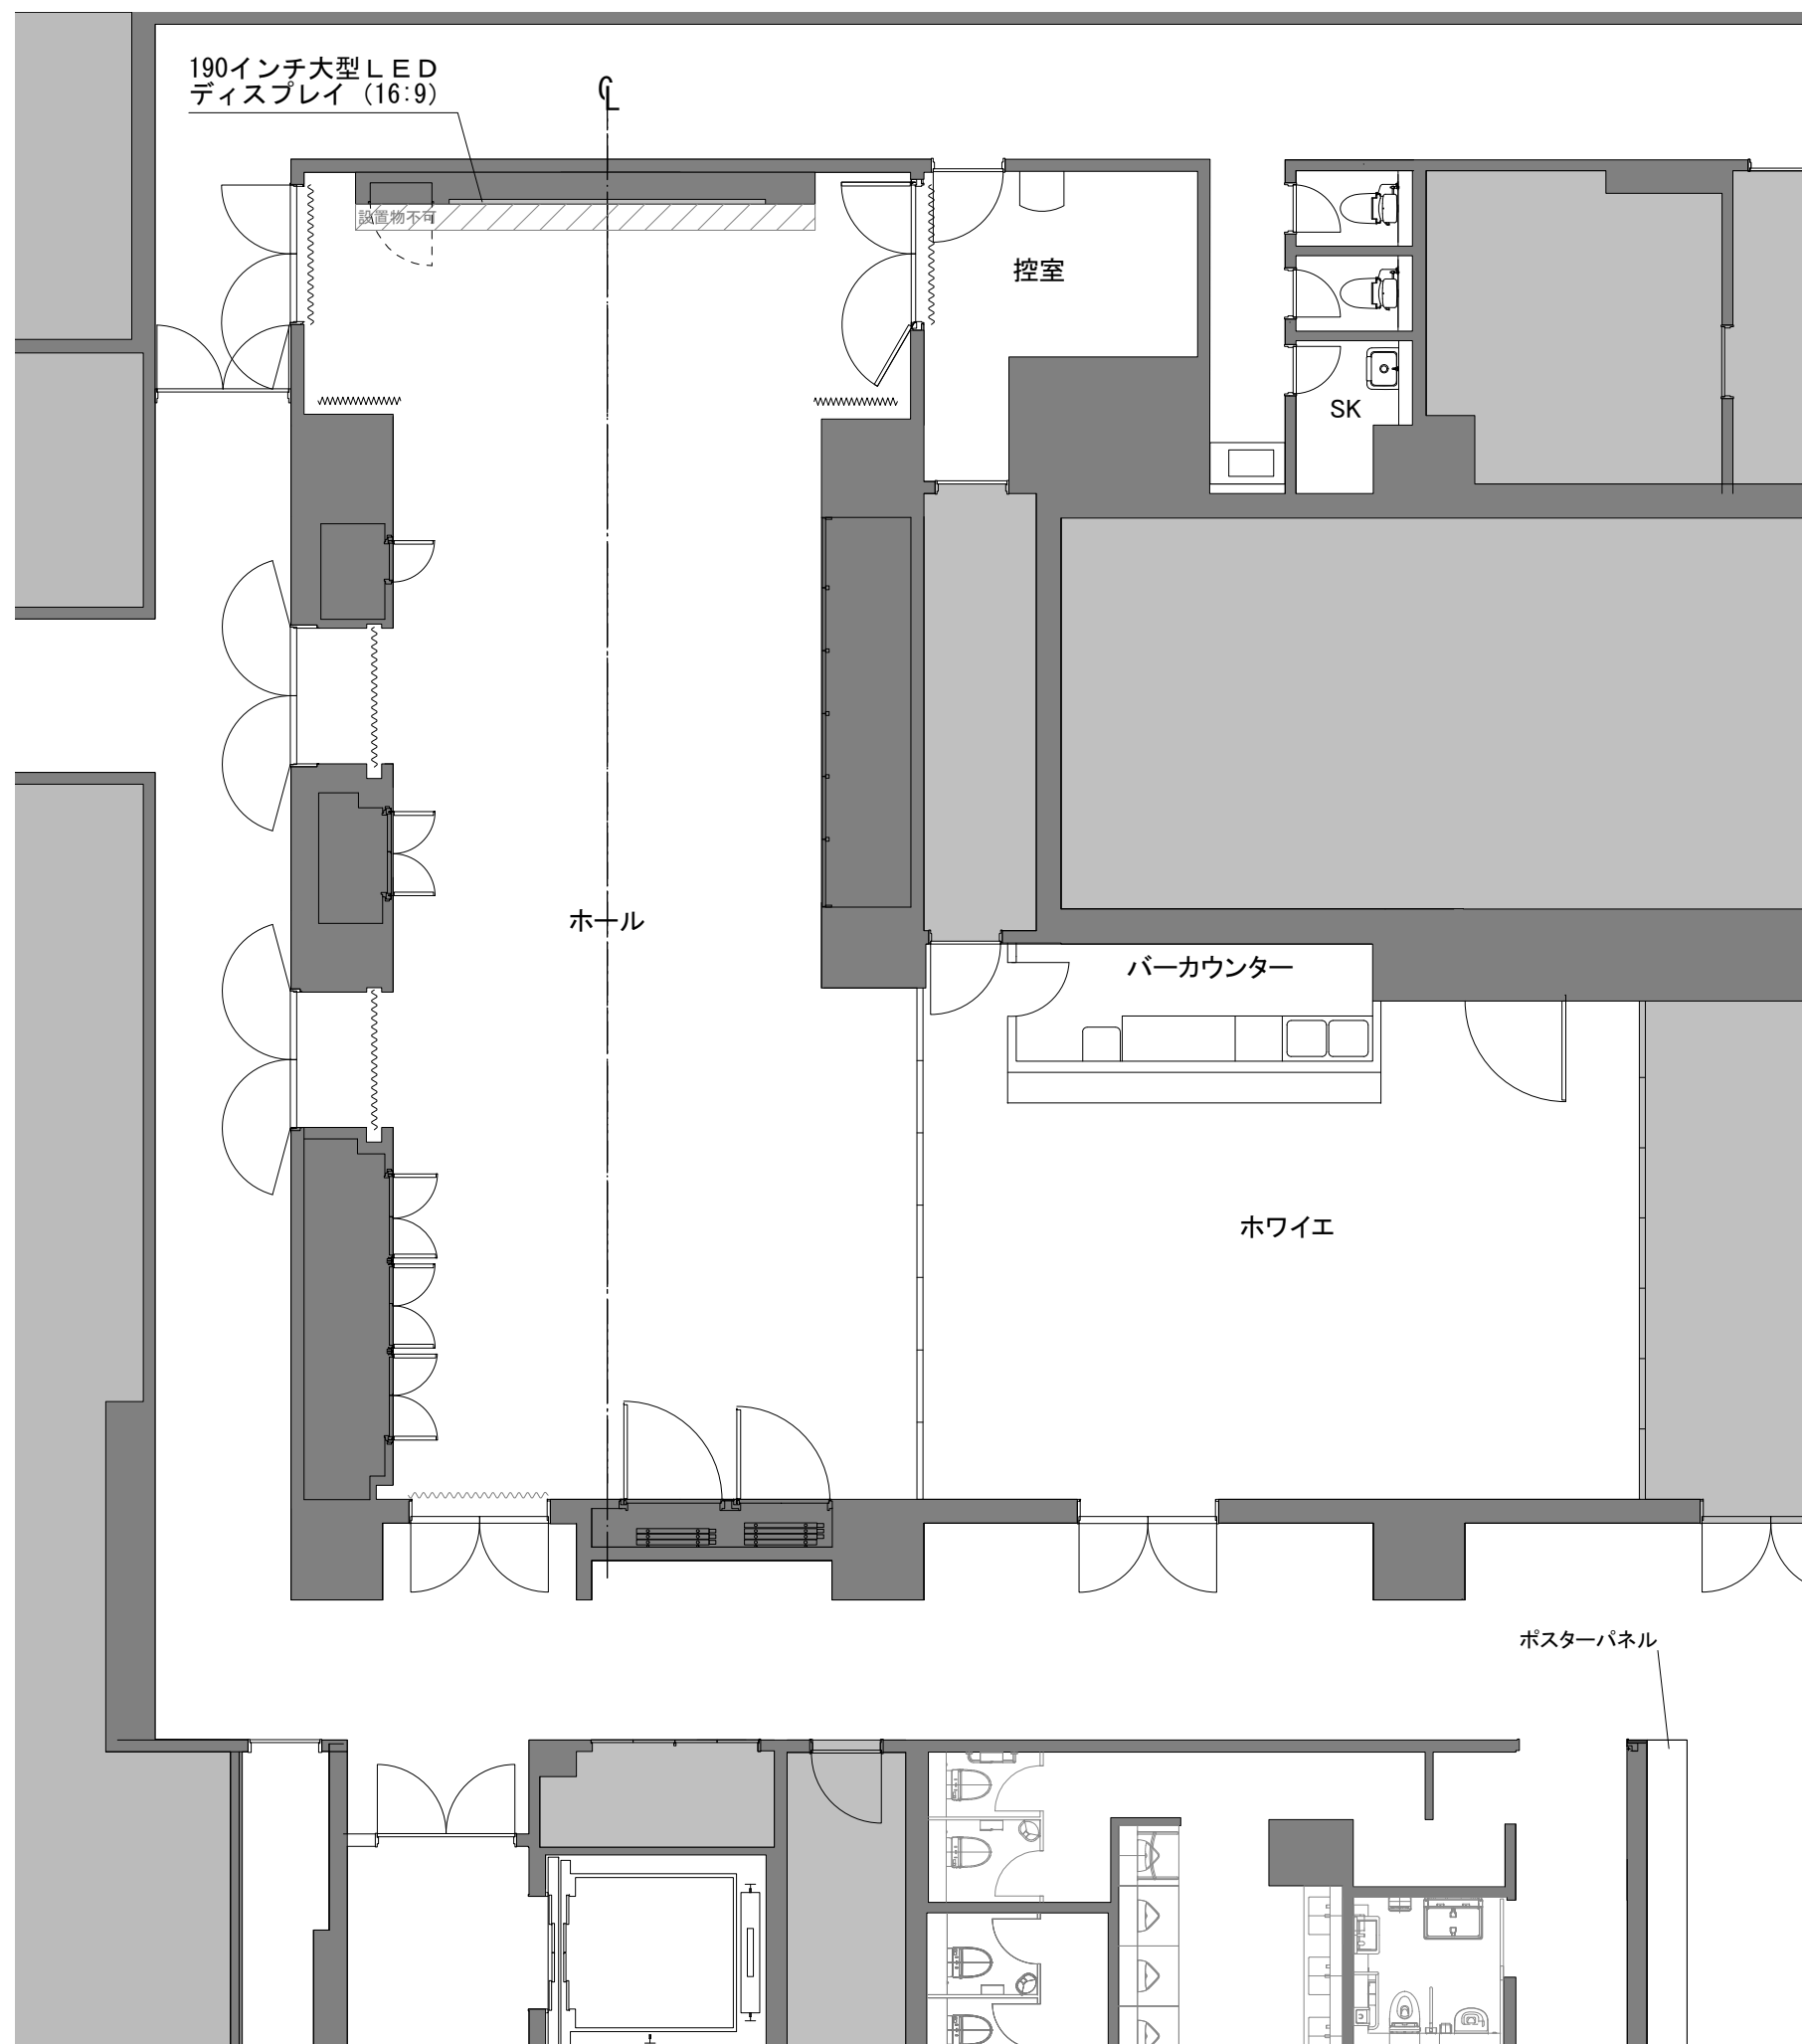 190インチ大型ＬＥＤ
ディスプレイ（16:9）
CL
設置物不可
控室
SK
ホール
バーカウンター
ホワイエ
ポスターパネル